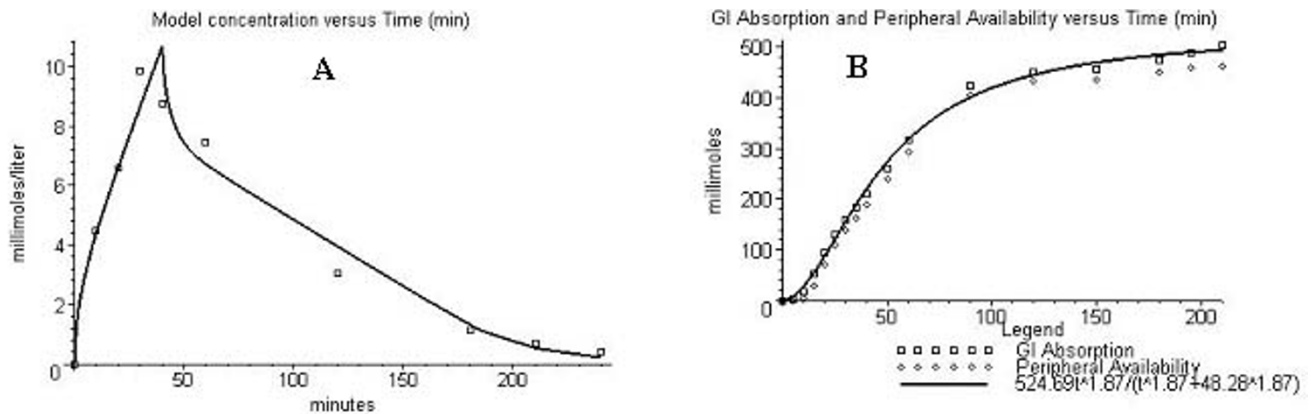 Model concentration versus Time (min)
A
10
8
6
4
2
0
50
100
150
200
millimoles/liter
minutes
GI Absorption and Peripheral Availability versus Time (min)
B
500
400
300
200
100
0
50
100
150
200
millimoles
Legend
GI Absorption
Peripheral Availability
524.69t^1.87/(t^1.87+48.28^1.87)